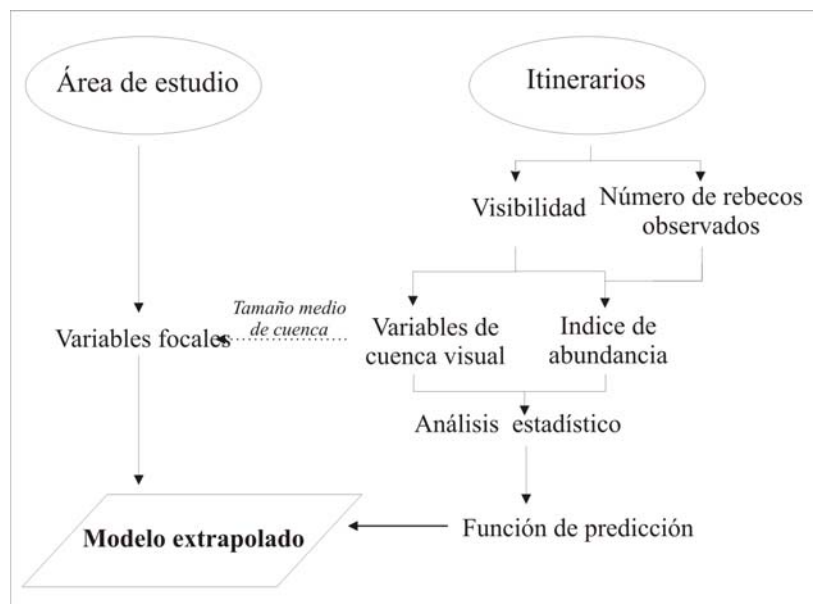 Área de estudio
Itinerarios
Visibilidad
Número de rebecos
observados
Tamaño medio
de cuenca
Variables focales
Variables de
cuenca visual
Indice de
abundancia
Análisis estadístico
Modelo extrapolado
Función de predicción